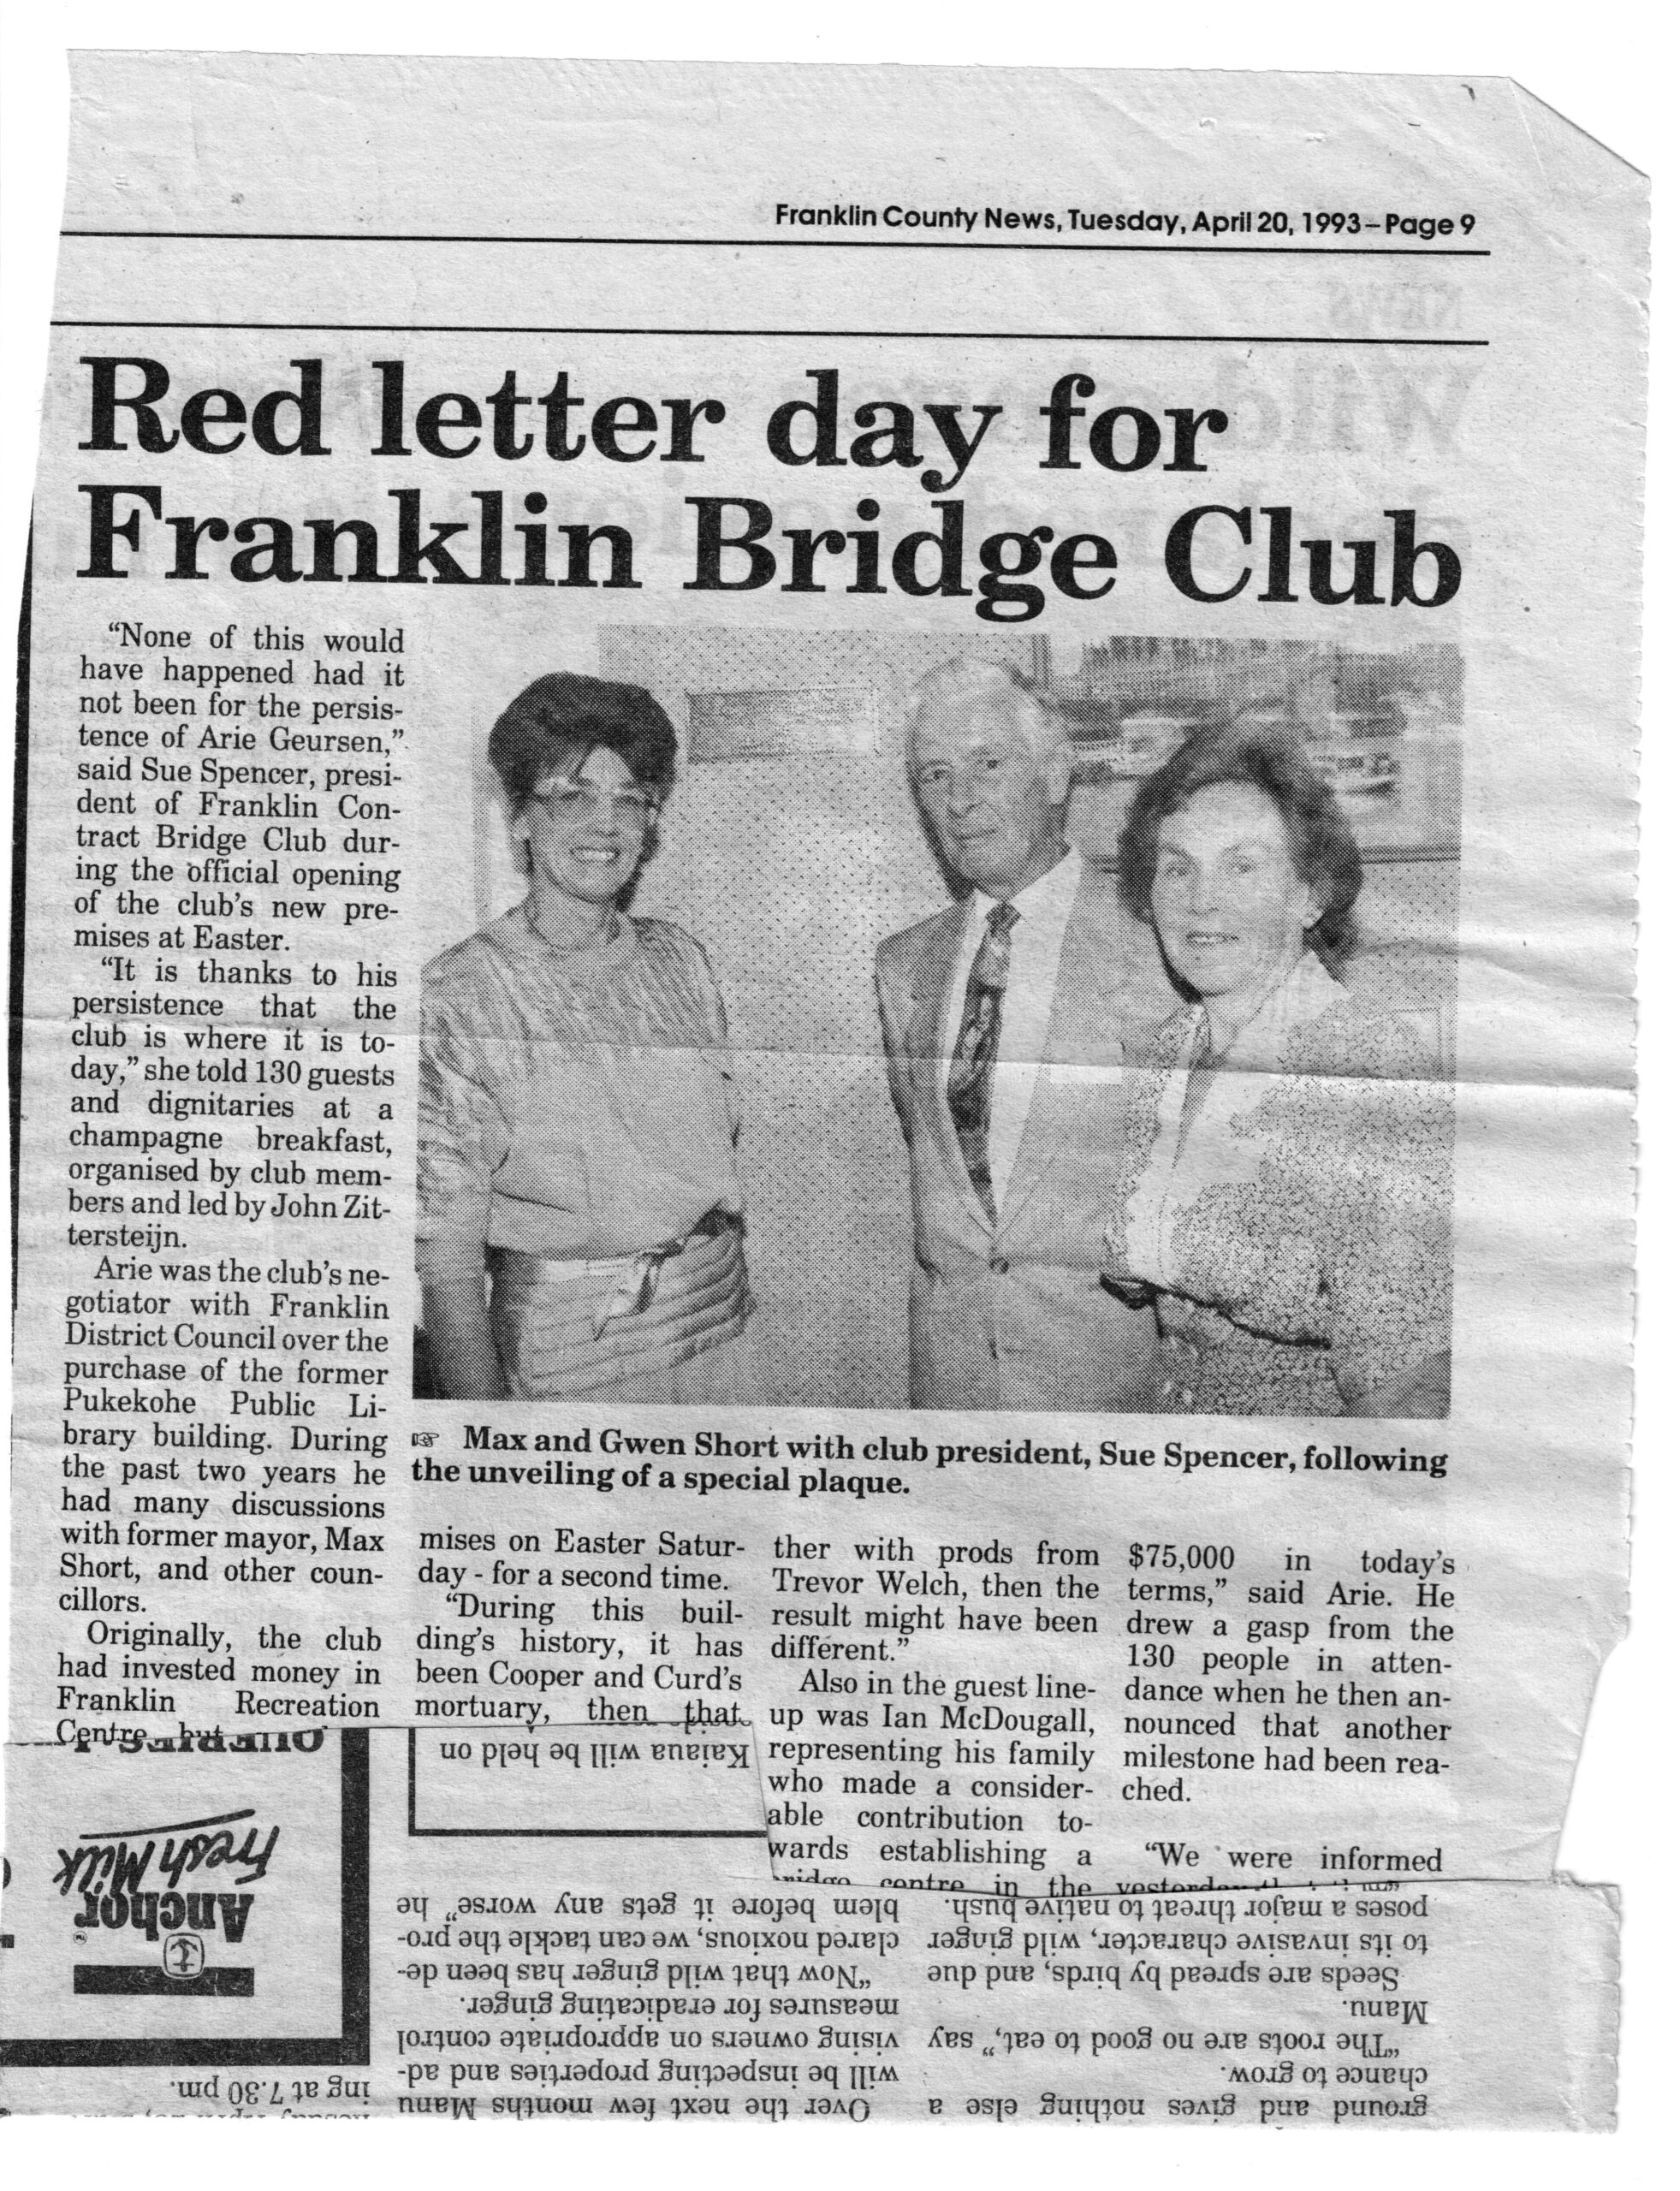 Franklin County News, Tuesday, April 20, 1993 – Page 9
Red letter day for
Franklin Bridge Club
“None of this would
have happened had it
not been for the persis-
tence of Arie Geursen,”
said Sue Spencer, presi-
dent of Franklin Con-
tract Bridge Club dur-
ing the official opening
of the club’s new pre-
mises at Easter.
“It is thanks to his
persistence that the
club is where it is to-
day,” she told 130 guests
and dignitaries at a
champagne breakfast,
organised by club mem-
bers and led by John Zit-
tersteijn.
Arie was the club’s ne-
gotiator with Franklin
District Council over the
purchase of the former
Pukekohe Public Li-
brary building. During
the past two years he
had many discussions
with former mayor, Max
Short, and other coun-
cillors.
Originally, the club
had invested money in
Franklin Recreation
Centre, but
☞ Max and Gwen Short with club president, Sue Spencer, following
the unveiling of a special plaque.
mises on Easter Satur-
day - for a second time.
“During this buil-
ding’s history, it has
been Cooper and Curd’s
mortuary, then that
ther with prods from
Trevor Welch, then the
result might have been
different.”
Also in the guest line-
up was Ian McDougall,
representing his family
who made a consider-
able contribution to-
wards establishing a
bridge centre in the
$75,000 in today’s
terms,” said Arie. He
drew a gasp from the
130 people in atten-
dance when he then an-
nounced that another
milestone had been rea-
ched.
“We were informed
yesterday
Kaiaua will be held on
Anchor™
Fresh Milk
ing at 7.30 pm.
Over the next few months Manu
will be inspecting properties and ad-
vising owners on appropriate control
measures for eradicating ginger.
“Now that wild ginger has been de-
clared noxious, we can tackle the pro-
blem before it gets any worse” he
ground and gives nothing else a
chance to grow.
“The roots are no good to eat,” say
Manu.
Seeds are spread by birds, and due
to its invasive character, wild ginger
poses a major threat to native bush.